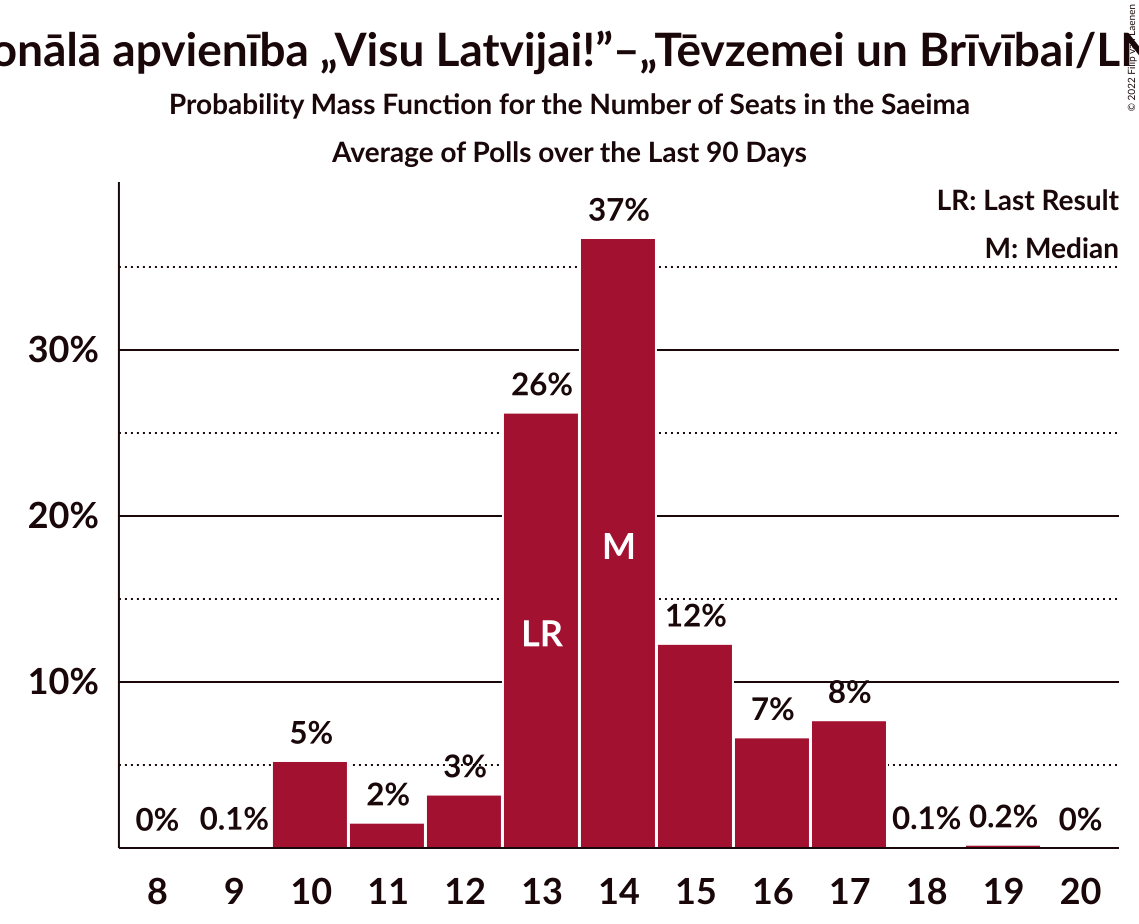 onālā apvienība „Visu Latvijai!”–„Tēvzemei un Brīvībai/LN
© 2022 Filip Laenen
Probability Mass Function for the Number of Seats in the Saeima
Average of Polls over the Last 90 Days
LR: Last Result
M: Median
37%
30%
26%
20%
M
12%
LR
10%
8%
7%
5%
3%
2%
0% 0.1% 0.1% 0.2% 0%
8 9 10 11 12 13 14 15 16 17 18 19 20